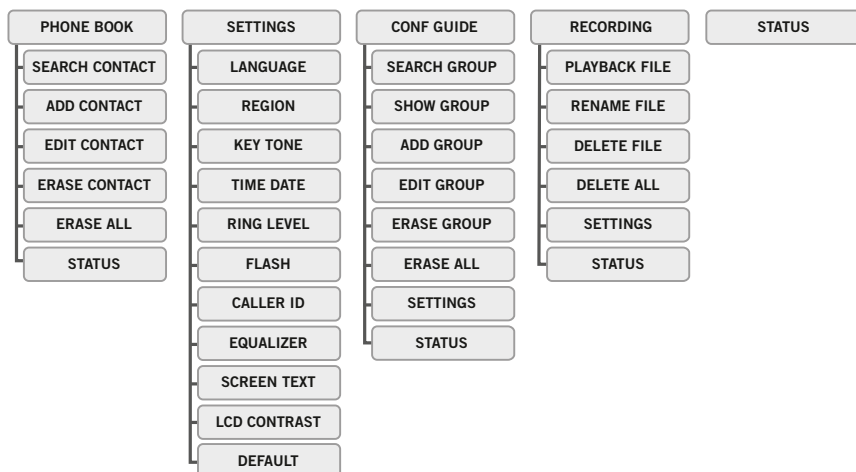 PHONE BOOK
SEARCH CONTACT
ADD CONTACT
EDIT CONTACT
ERASE CONTACT
ERASE ALL
STATUS
SETTINGS
LANGUAGE
REGION
KEY TONE
TIME DATE
RING LEVEL
FLASH
CALLER ID
EQUALIZER
SCREEN TEXT
LCD CONTRAST
DEFAULT
CONF GUIDE
SEARCH GROUP
SHOW GROUP
ADD GROUP
EDIT GROUP
ERASE GROUP
ERASE ALL
SETTINGS
STATUS
RECORDING
PLAYBACK FILE
RENAME FILE
DELETE FILE
DELETE ALL
SETTINGS
STATUS
STATUS